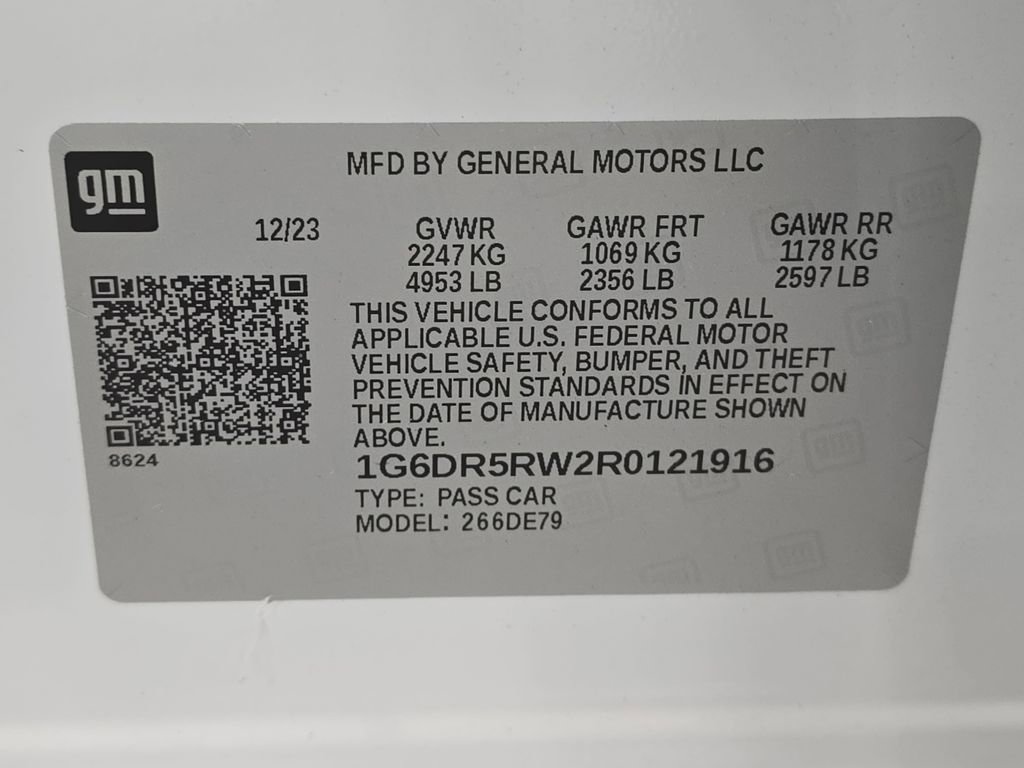 gm
MFD BY GENERAL MOTORS LLC
12/23 GVWR GAWR FRT GAWR RR
2247 KG 1069 KG 1178 KG
4953 LB 2356 LB 2597 LB
THIS VEHICLE CONFORMS TO ALL
APPLICABLE U.S. FEDERAL MOTOR
VEHICLE SAFETY, BUMPER, AND THEFT
PREVENTION STANDARDS IN EFFECT ON
THE DATE OF MANUFACTURE SHOWN
ABOVE.
8624
1G6DR5RW2R0121916
TYPE: PASS CAR
MODEL: 266DE79